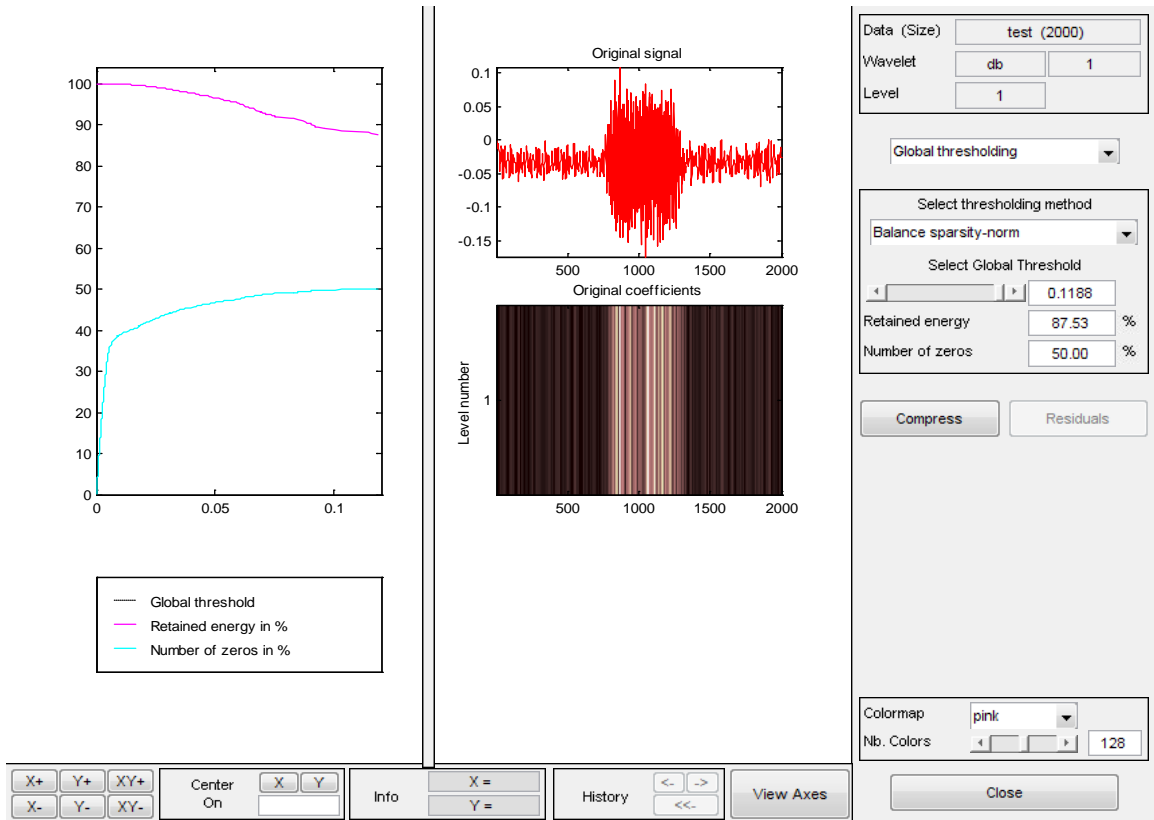 100
90
80
70
60
50
40
30
20
10
0
0 0.05 0.1
Global threshold
Retained energy in %
Number of zeros in %
Original signal
0.1
0.05
0
-0.05
-0.1
-0.15
500 1000 1500 2000
Original coefficients
Level number
1
500 1000 1500 2000
Data (Size) test (2000)
Wavelet db 1
Level 1
Global thresholding
Select thresholding method
Balance sparsity-norm
Select Global Threshold
0.1188
Retained energy 87.53 %
Number of zeros 50.00 %
Compress Residuals
Colormap pink
Nb. Colors 128
X+ Y+ XY+
X- Y- XY-
Center On X Y
Info X =
Y =
History <- ->
<<-
View Axes
Close